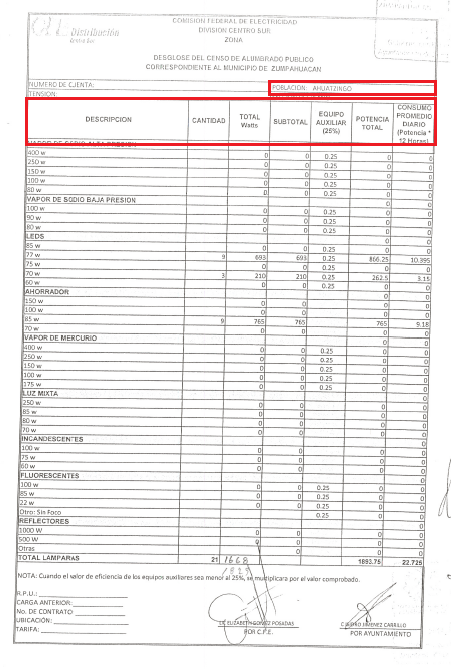 Distribución
Centro Sur
COMISION FEDERAL DE ELECTRICIDAD
DIVISION CENTRO SUR
ZONA
DESGLOSE DEL CENSO DE ALUMBRADO PUBLICO
CORRESPONDIENTE AL MUNICIPIO DE ZUMPAHUACAN
NUMERO DE CLIENTE:
POBLACION: AHUATZINGO
TENSION:
DESCRIPCION CANTIDAD TOTAL Watts SUBTOTAL EQUIPO AUXILIAR (25%) POTENCIA TOTAL CONSUMO PROMEDIO DIARIO (Potencia * 12 Horas)
VAPOR DE SODIO ALTA PRESION
400 w 0 0 0.25 0 0
250 w 0 0 0.25 0 0
150 w 0 0 0.25 0 0
100 w 0 0 0.25 0 0
80 w 0 0 0.25 0 0
VAPOR DE SODIO BAJA PRESION 0
100 w 0 0 0.25 0 0
90 w 0 0 0.25 0 0
80 w 0 0 0.25 0 0
LEDS 0
85 w 0 0 0.25 0 0
77 w 9 693 693 0.25 866.25 10.395
75 w 0 0 0.25 0 0
70 w 3 210 210 0.25 262.5 3.15
60 w 0 0 0.25 0 0
AHORRADOR 0
150 w 0 0 0 0
100 w 0 0 0 0
85 w 9 765 765 765 9.18
70 w 0 0 0 0
VAPOR DE MERCURIO 0
400 w 0 0 0.25 0 0
250 w 0 0 0.25 0 0
150 w 0 0 0.25 0 0
100 w 0 0 0.25 0 0
175 w 0 0 0.25 0 0
LUZ MIXTA 0
250 w 0 0 0 0
85 w 0 0 0 0
80 w 0 0 0 0
70 w 0 0 0 0
INCANDESCENTES 0
100 w 0 0 0 0
75 w 0 0 0 0
60 w 0 0 0 0
FLUORESCENTES 0
100 w 0 0 0.25 0 0
85 w 0 0 0.25 0 0
22 w 0 0 0.25 0 0
Otro: Sin Foco 0.25 0 0
REFLECTORES 0
1000 W 0 0 0
500 W 0 0 0
Otras 0 0
TOTAL LAMPARAS 21 1668 1893.75 22.725
NOTA: Cuando el valor de eficiencia de los equipos auxiliares sea menor al 25%, se multiplicara por el valor comprobado.
R.P.U.:
CARGA ANTERIOR:
No. DE CONTRATO:
UBICACIÓN:
TARIFA:
LIC ELIZABETH GOMEZ POSADAS
POR C.F.E.
JIMENEZ CARRILLO
POR AYUNTAMIENTO